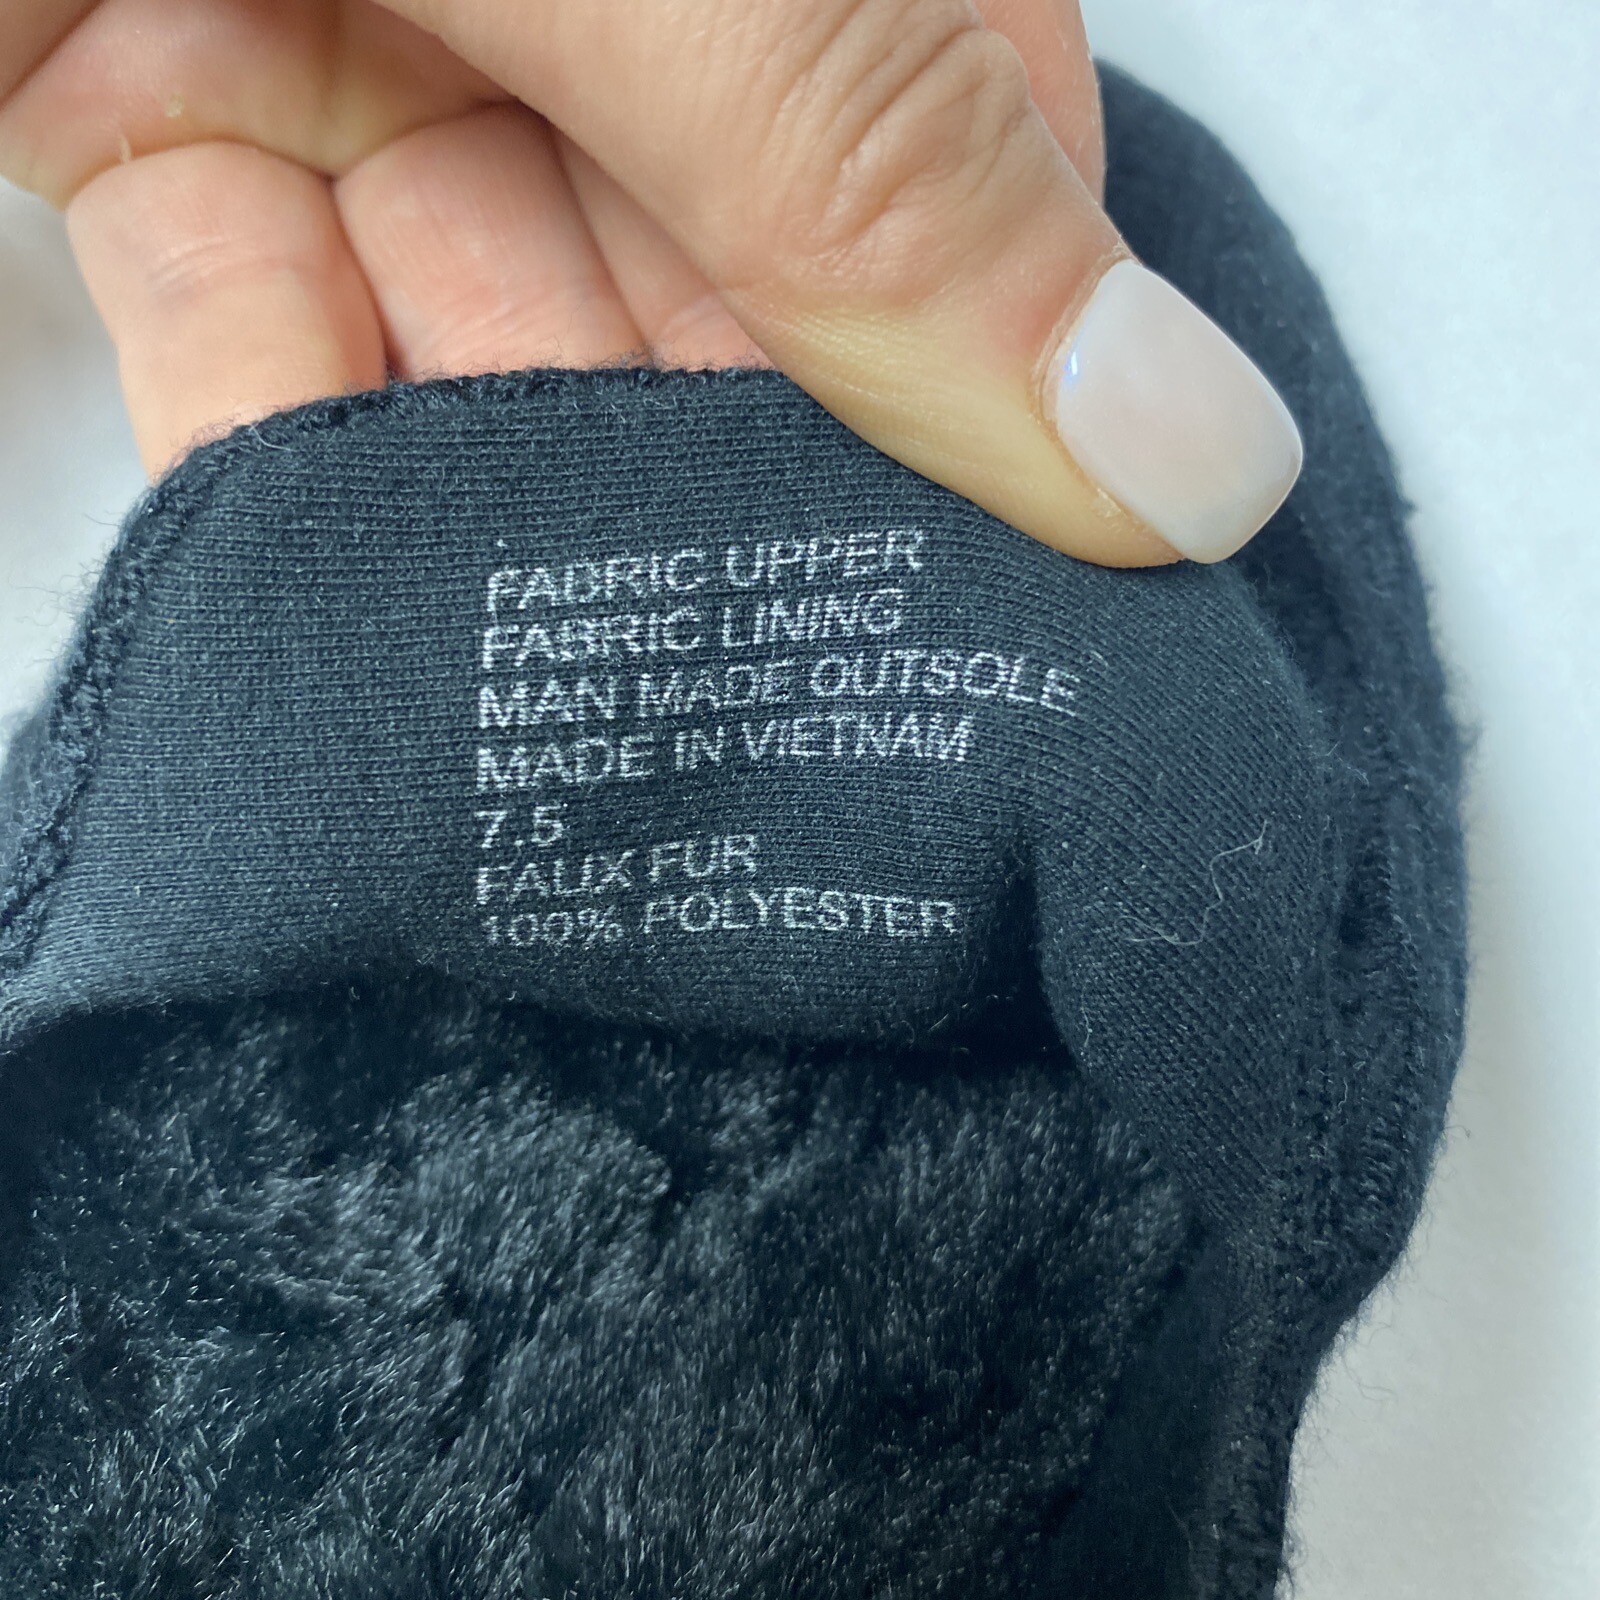 FABRIC UPPER
FABRIC LINING
MAN MADE OUTSOLE
MADE IN VIETNAM
7.5
FAUX FUR
100% POLYESTER